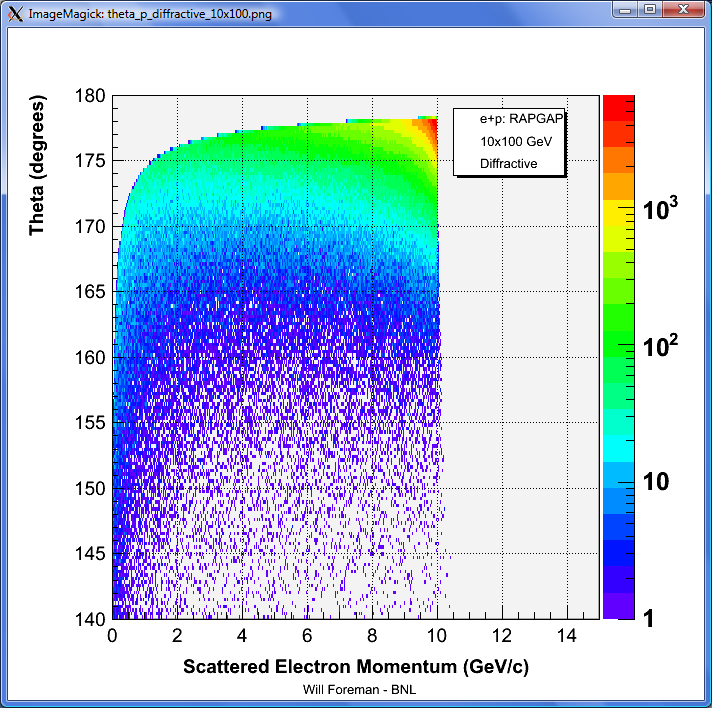 ImageMagick: theta_p_diffractive_10x100.png
Theta (degrees)
180
175
170
165
160
155
150
145
140
0 2 4 6 8 10 12 14
e+p: RAPGAP
10x100 GeV
Diffractive
10³
10²
10
1
Scattered Electron Momentum (GeV/c)
Will Foreman - BNL